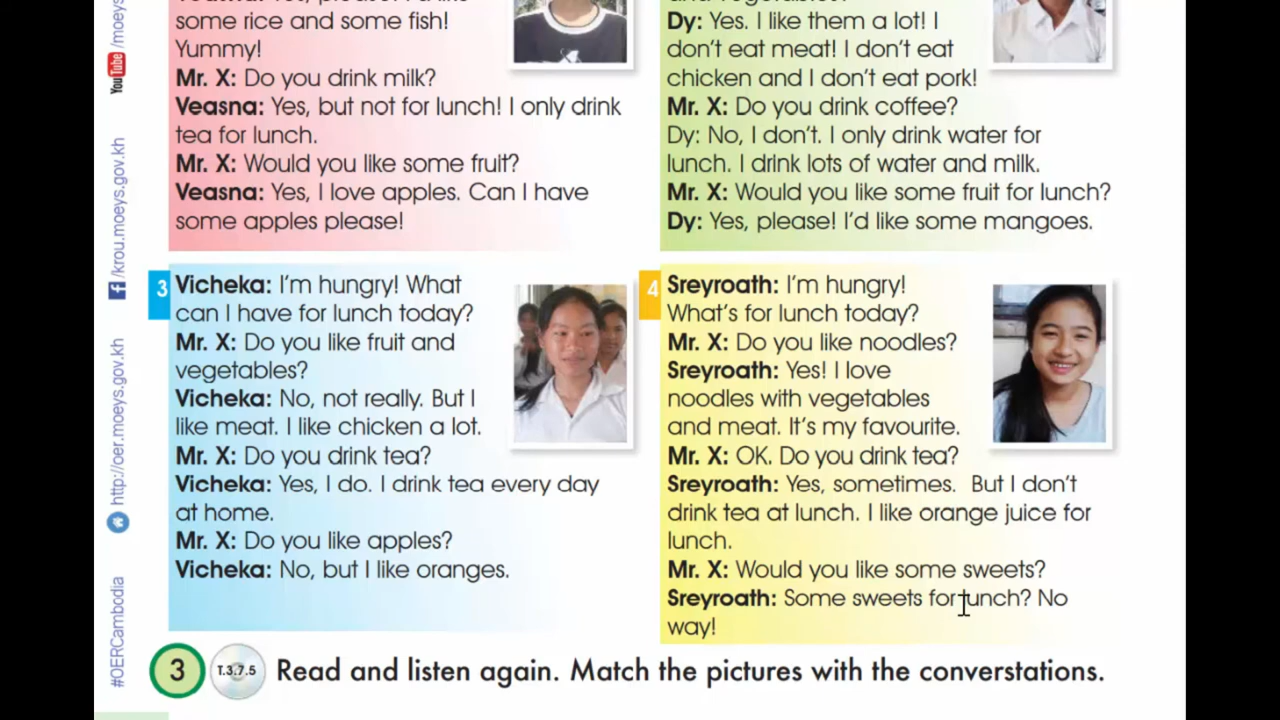 Veasna: Yes, please! I'd like
some rice and some fish!
Yummy!
Mr. X: Do you drink milk?
Veasna: Yes, but not for lunch! I only drink
tea for lunch.
Mr. X: Would you like some fruit?
Veasna: Yes, I love apples. Can I have
some apples please!
and vegetables?
Dy: Yes. I like them a lot! I
don't eat meat! I don't eat
chicken and I don't eat pork!
Mr. X: Do you drink coffee?
Dy: No, I don't. I only drink water for
lunch. I drink lots of water and milk.
Mr. X: Would you like some fruit for lunch?
Dy: Yes, please! I'd like some mangoes.
3
Vicheka: I'm hungry! What
can I have for lunch today?
Mr. X: Do you like fruit and
vegetables?
Vicheka: No, not really. But I
like meat. I like chicken a lot.
Mr. X: Do you drink tea?
Vicheka: Yes, I do. I drink tea every day
at home.
Mr. X: Do you like apples?
Vicheka: No, but I like oranges.
4
Sreyroath: I'm hungry!
What's for lunch today?
Mr. X: Do you like noodles?
Sreyroath: Yes! I love
noodles with vegetables
and meat. It's my favourite.
Mr. X: OK. Do you drink tea?
Sreyroath: Yes, sometimes. But I don't
drink tea at lunch. I like orange juice for
lunch.
Mr. X: Would you like some sweets?
Sreyroath: Some sweets for lunch? No
way!
3 T.3.7.5 Read and listen again. Match the pictures with the converstations.
YouTube /moeys
f /krou.moeys.gov.kh
http://oer.moeys.gov.kh
#OERCambodia